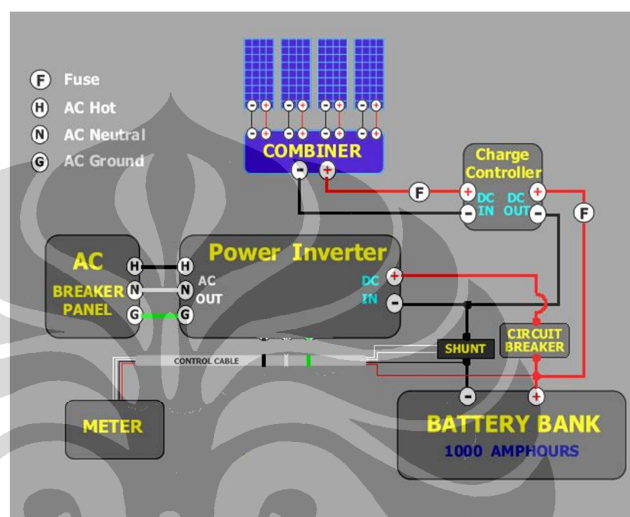 F Fuse
H AC Hot
N AC Neutral
G AC Ground
- + - + - + - +
- + - + - + - +
COMBINER
- +
Charge
Controller
+ DC DC +
- IN OUT -
F
F
AC
BREAKER
PANEL
H H
N N
G G
Power Inverter
AC
OUT
DC +
IN -
CIRCUIT
BREAKER
SHUNT
CONTROL CABLE
METER
- +
BATTERY BANK
1000 AMPHOURS